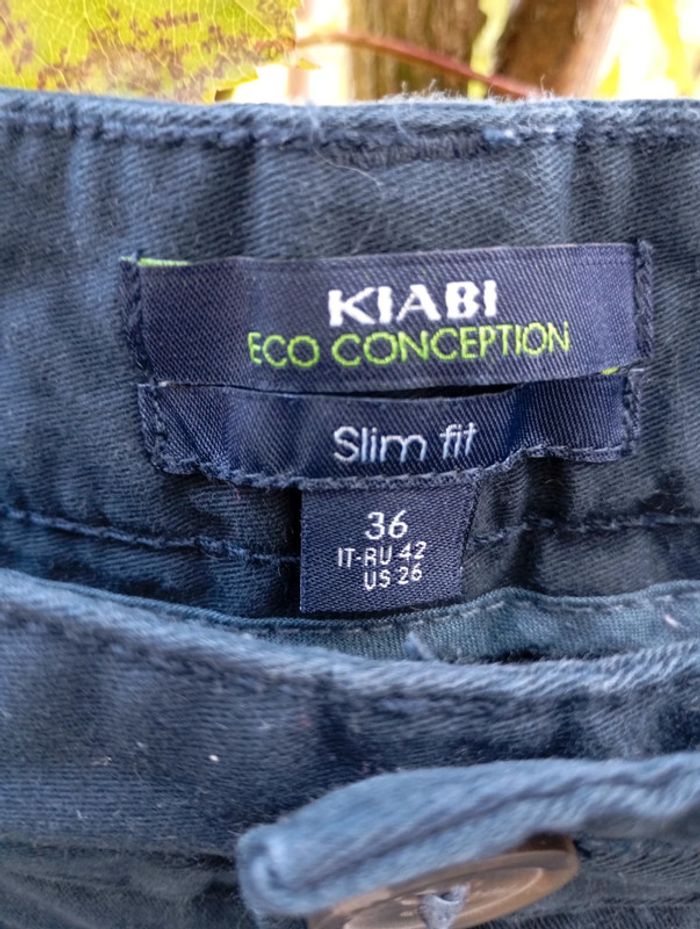 KIABI
ECO CONCEPTION
Slim fit
36
IT-RU 42
US 26